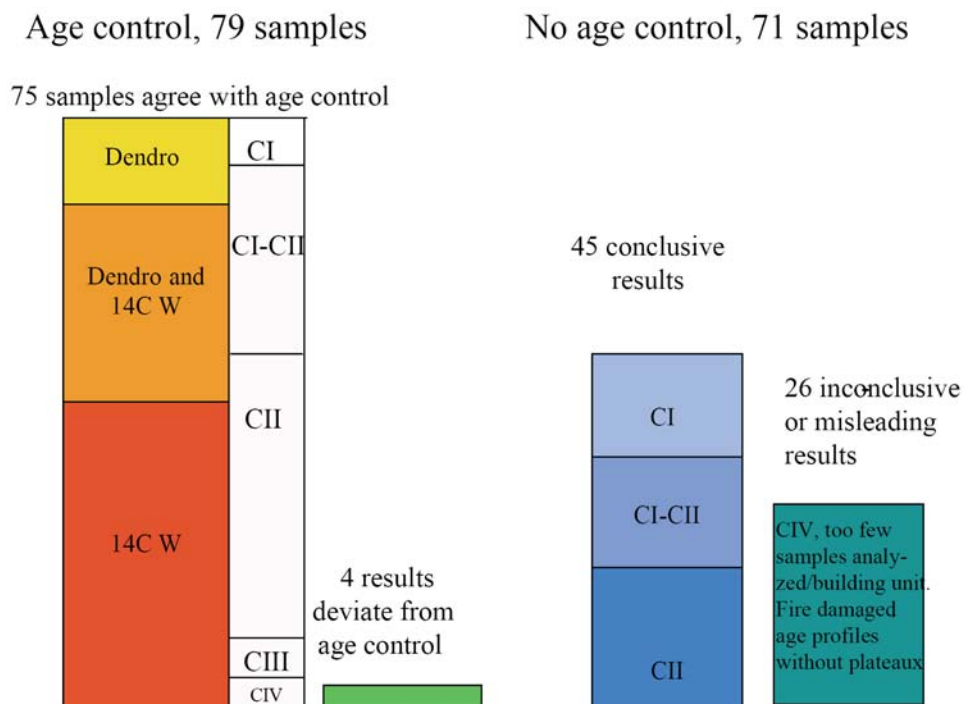 Age control, 79 samples
No age control, 71 samples
75 samples agree with age control
Dendro
Dendro and
14C W
14C W
CI
CI-CII
CII
CIII
CIV
4 results
deviate from
age control
45 conclusive
results
CI
CI-CII
CII
26 inconclusive
or misleading
results
CIV, too few
samples analy-
zed/building unit.
Fire damaged
age profiles
without plateaux